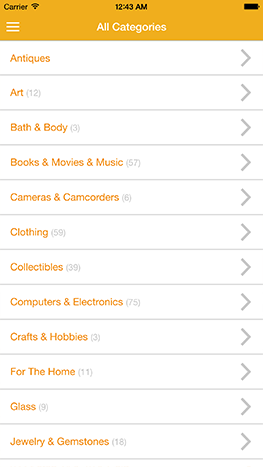 Carrier 12:43 AM
All Categories
Antiques
Art (12)
Bath & Body (3)
Books & Movies & Music (57)
Cameras & Camcorders (6)
Clothing (59)
Collectibles (39)
Computers & Electronics (75)
Crafts & Hobbies (3)
For The Home (11)
Glass (9)
Jewelry & Gemstones (18)